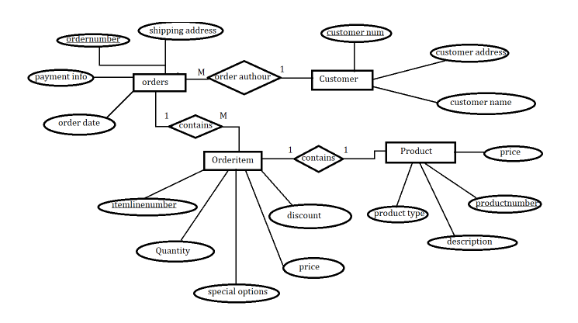 shipping address
ordernumber
customer num
customer address
payment info
orders
M
order authour
1
Customer
customer name
order date
1
contains
M
Orderitem
1
contains
1
Product
price
itemlinenumber
discount
product type
productnumber
description
Quantity
price
special options